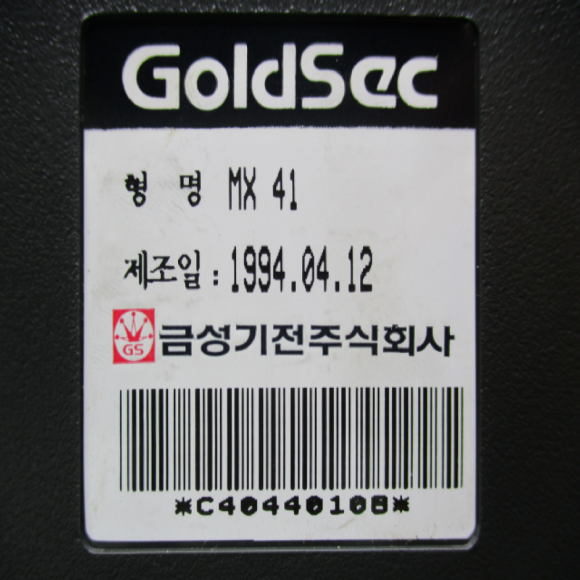 GoldSec
형 명 MX 41
제조일 : 1994.04.12
GS 금성기전주식회사
*C40440108*